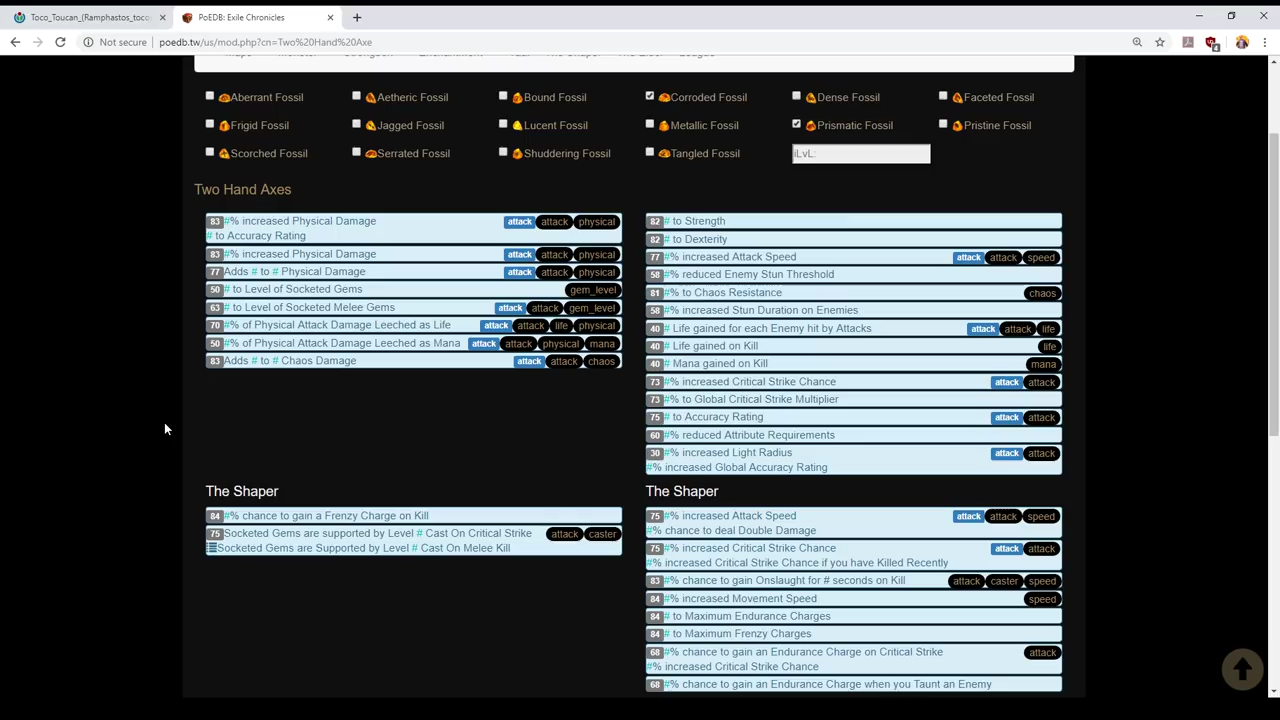 Toco_Toucan_(Ramphastos_toco
PoEDB: Exile Chronicles
Not secure
poedb.tw/us/mod.php?cn=Two%20Hand%20Axe
Aberrant Fossil
Aetheric Fossil
Bound Fossil
Corroded Fossil
Dense Fossil
Faceted Fossil
Frigid Fossil
Jagged Fossil
Lucent Fossil
Metallic Fossil
Prismatic Fossil
Pristine Fossil
Scorched Fossil
Serrated Fossil
Shuddering Fossil
Tangled Fossil
iLvL:
Two Hand Axes
83 #% increased Physical Damage attack attack physical
# to Accuracy Rating
83 #% increased Physical Damage attack attack physical
77 Adds # to # Physical Damage attack attack physical
50 # to Level of Socketed Gems gem_level
63 # to Level of Socketed Melee Gems attack attack gem_level
70 #% of Physical Attack Damage Leeched as Life attack attack life physical
50 #% of Physical Attack Damage Leeched as Mana attack attack physical mana
83 Adds # to # Chaos Damage attack attack chaos
82 # to Strength
82 # to Dexterity
77 #% increased Attack Speed attack attack speed
58 #% reduced Enemy Stun Threshold
81 #% to Chaos Resistance chaos
58 #% increased Stun Duration on Enemies
40 # Life gained for each Enemy hit by Attacks attack attack life
40 # Life gained on Kill life
40 # Mana gained on Kill mana
73 #% increased Critical Strike Chance attack attack
73 #% to Global Critical Strike Multiplier
75 # to Accuracy Rating attack attack
60 #% reduced Attribute Requirements
30 #% increased Light Radius attack attack
#% increased Global Accuracy Rating
The Shaper
84 #% chance to gain a Frenzy Charge on Kill
75 Socketed Gems are supported by Level # Cast On Critical Strike attack caster
Socketed Gems are Supported by Level # Cast On Melee Kill
The Shaper
75 #% increased Attack Speed attack attack speed
#% chance to deal Double Damage
75 #% increased Critical Strike Chance attack attack
#% increased Critical Strike Chance if you have Killed Recently
83 #% chance to gain Onslaught for # seconds on Kill attack caster speed
84 #% increased Movement Speed speed
84 # to Maximum Endurance Charges
84 # to Maximum Frenzy Charges
68 #% chance to gain an Endurance Charge on Critical Strike attack
#% increased Critical Strike Chance
68 #% chance to gain an Endurance Charge when you Taunt an Enemy